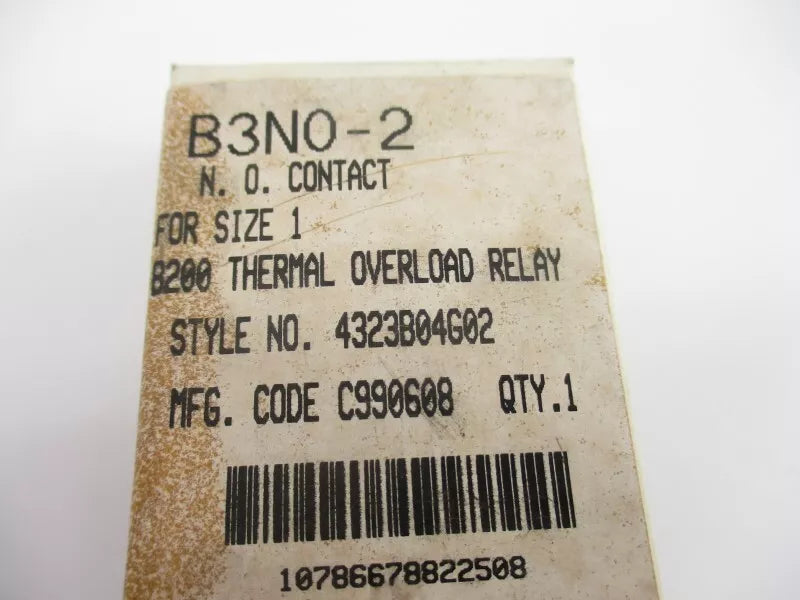 B3NO-2
N. O. CONTACT
FOR SIZE 1
B200 THERMAL OVERLOAD RELAY
STYLE NO. 4323B04G02
MFG. CODE C990608 QTY.1
10786678822508